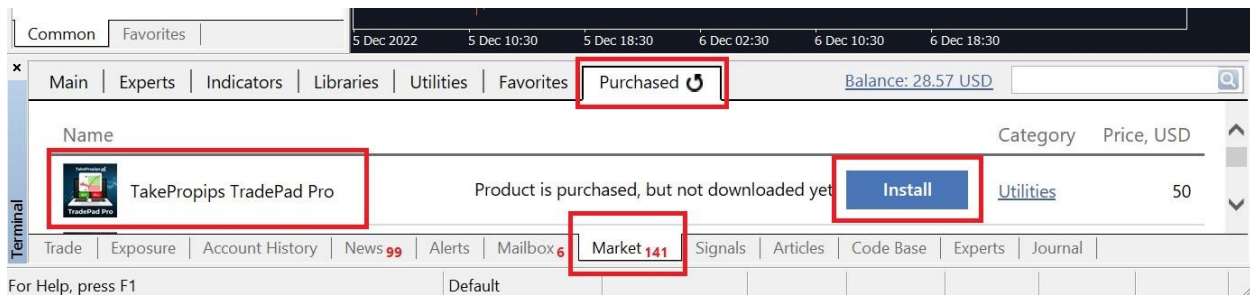 Common Favorites
5 Dec 2022 5 Dec 10:30 5 Dec 18:30 6 Dec 02:30 6 Dec 10:30 6 Dec 18:30
Main Experts Indicators Libraries Utilities Favorites Purchased Balance: 28.57 USD
Name Category Price, USD
TakePropips
TradePad Pro
TakePropips TradePad Pro Product is purchased, but not downloaded yet Install Utilities 50
Terminal
Trade Exposure Account History News 99 Alerts Mailbox 6 Market 141 Signals Articles Code Base Experts Journal
For Help, press F1 Default